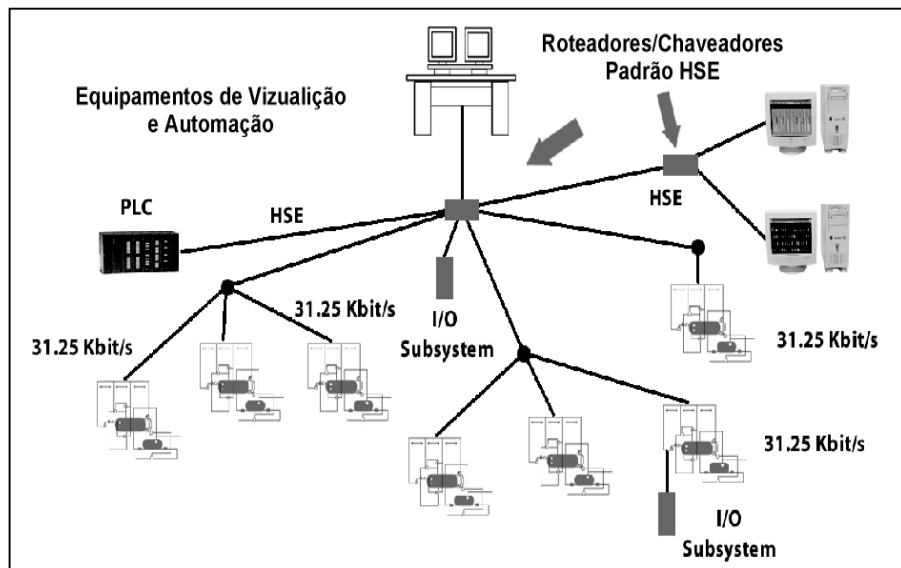 Roteadores/Chaveadores
Padrão HSE
Equipamentos de Vizualição
e Automação
PLC
HSE
HSE
31.25 Kbit/s
31.25 Kbit/s
I/O
Subsystem
31.25 Kbit/s
31.25 Kbit/s
I/O
Subsystem